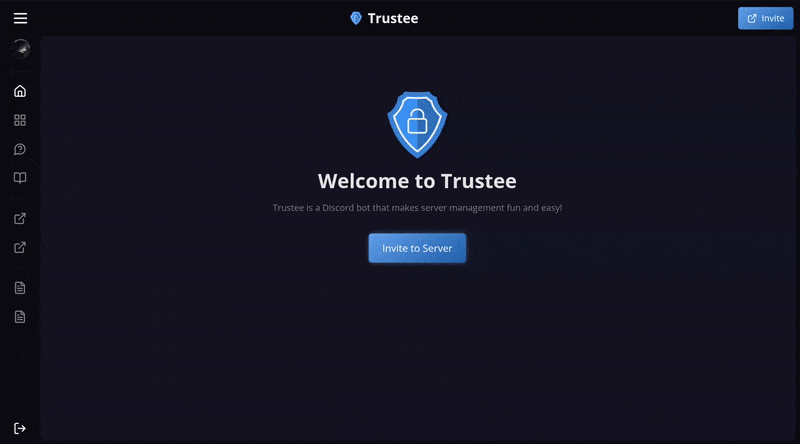 Trustee
Invite
Welcome to Trustee
Trustee is a Discord bot that makes server management fun and easy!
Invite to Server